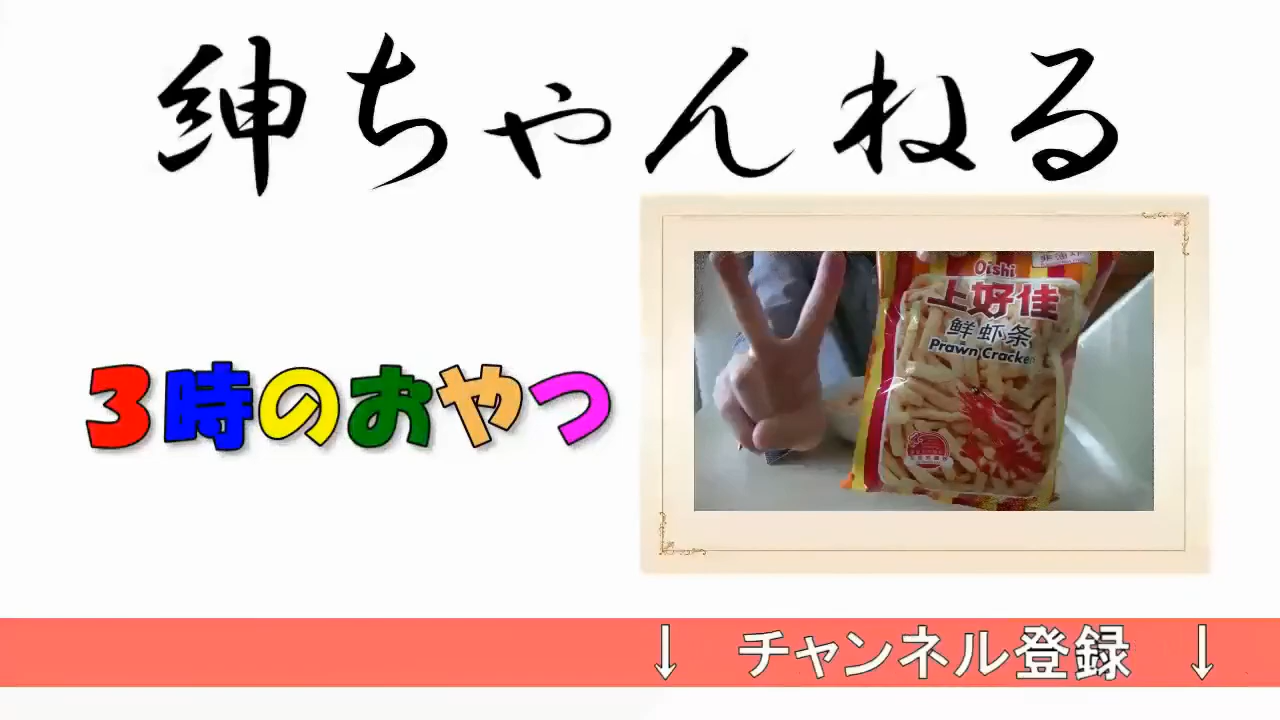 紳ちゃんねる
Oishi
上好佳
鲜虾条
Prawn Cracker
3時のおやつ
↓ チャンネル登録 ↓